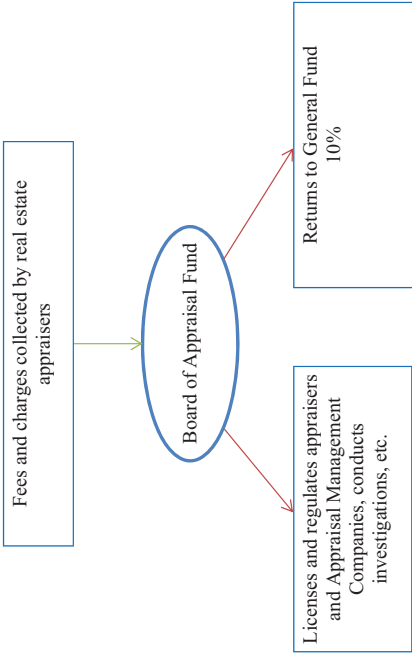 Fees and charges collected by real estate
appraisers
Board of Appraisal Fund
Licenses and regulates appraisers
and Appraisal Management
Companies, conducts
investigations, etc.
Returns to General Fund
10%